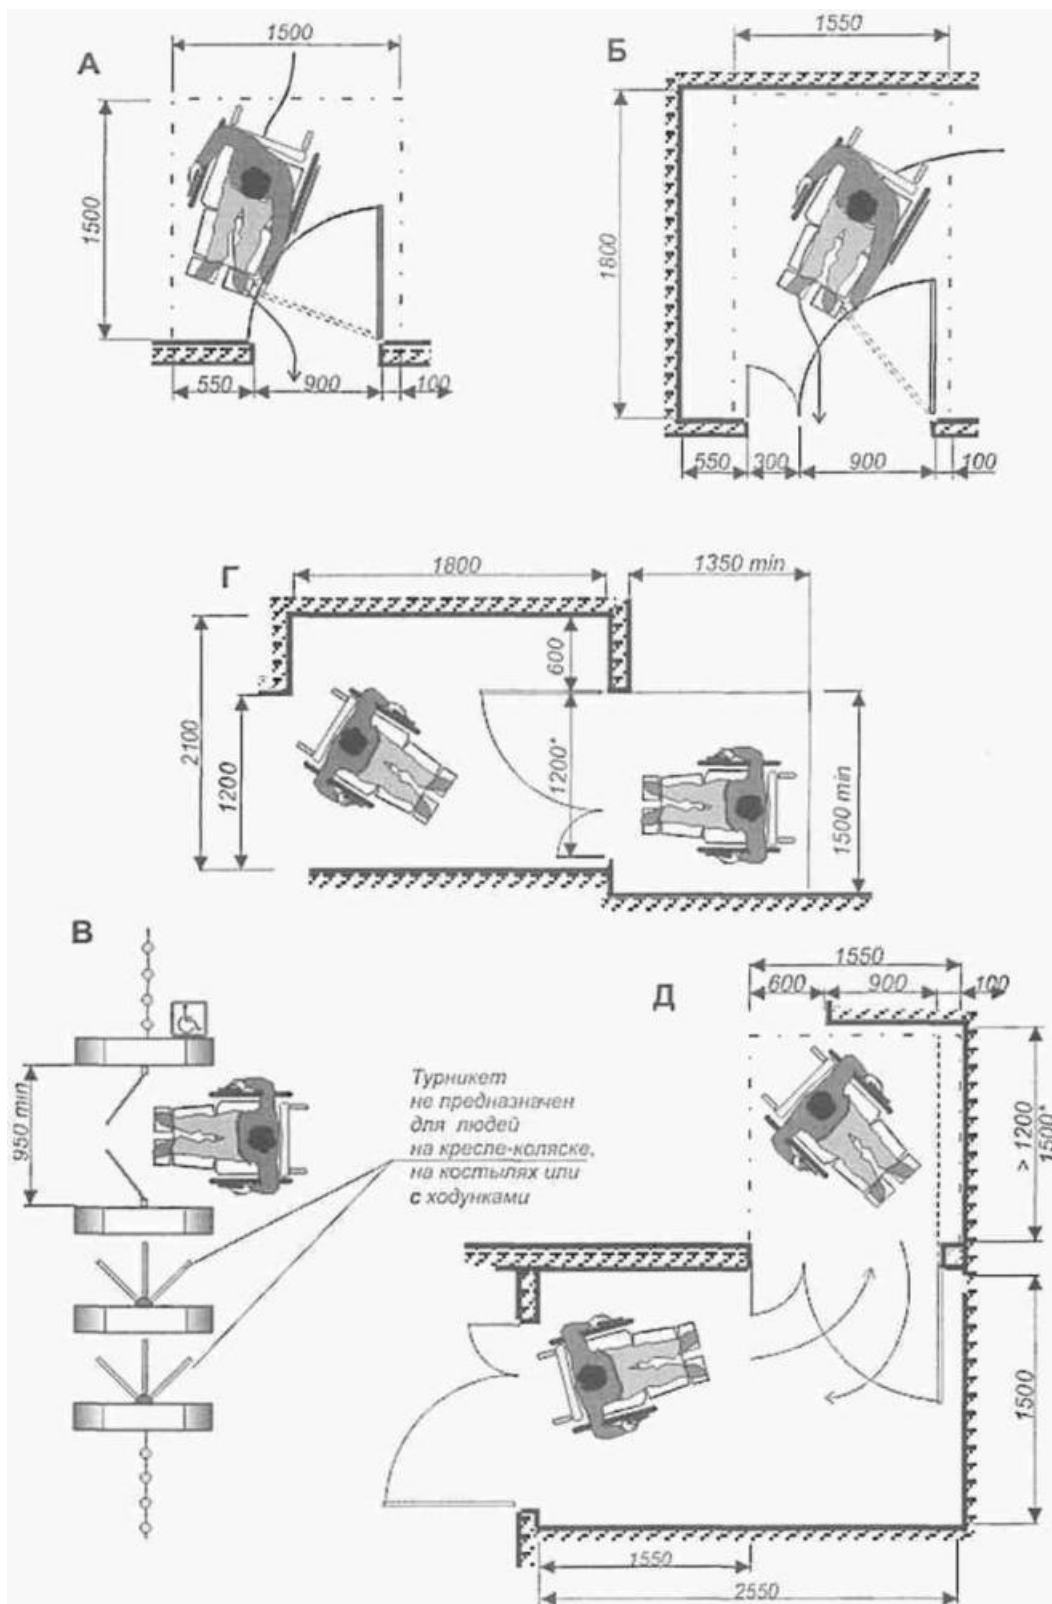 А
1500
1500
550
900
100
Б
1550
1800
550
300
900
100
Г
1800
1350 min
600
2100
1200
1200*
1500 min
В
950 min
Турникет
не предназначен
для людей
на кресле-коляске,
на костылях или
с ходунками
Д
1550
600
900
100
> 1200
1500*
1500
1550
2550